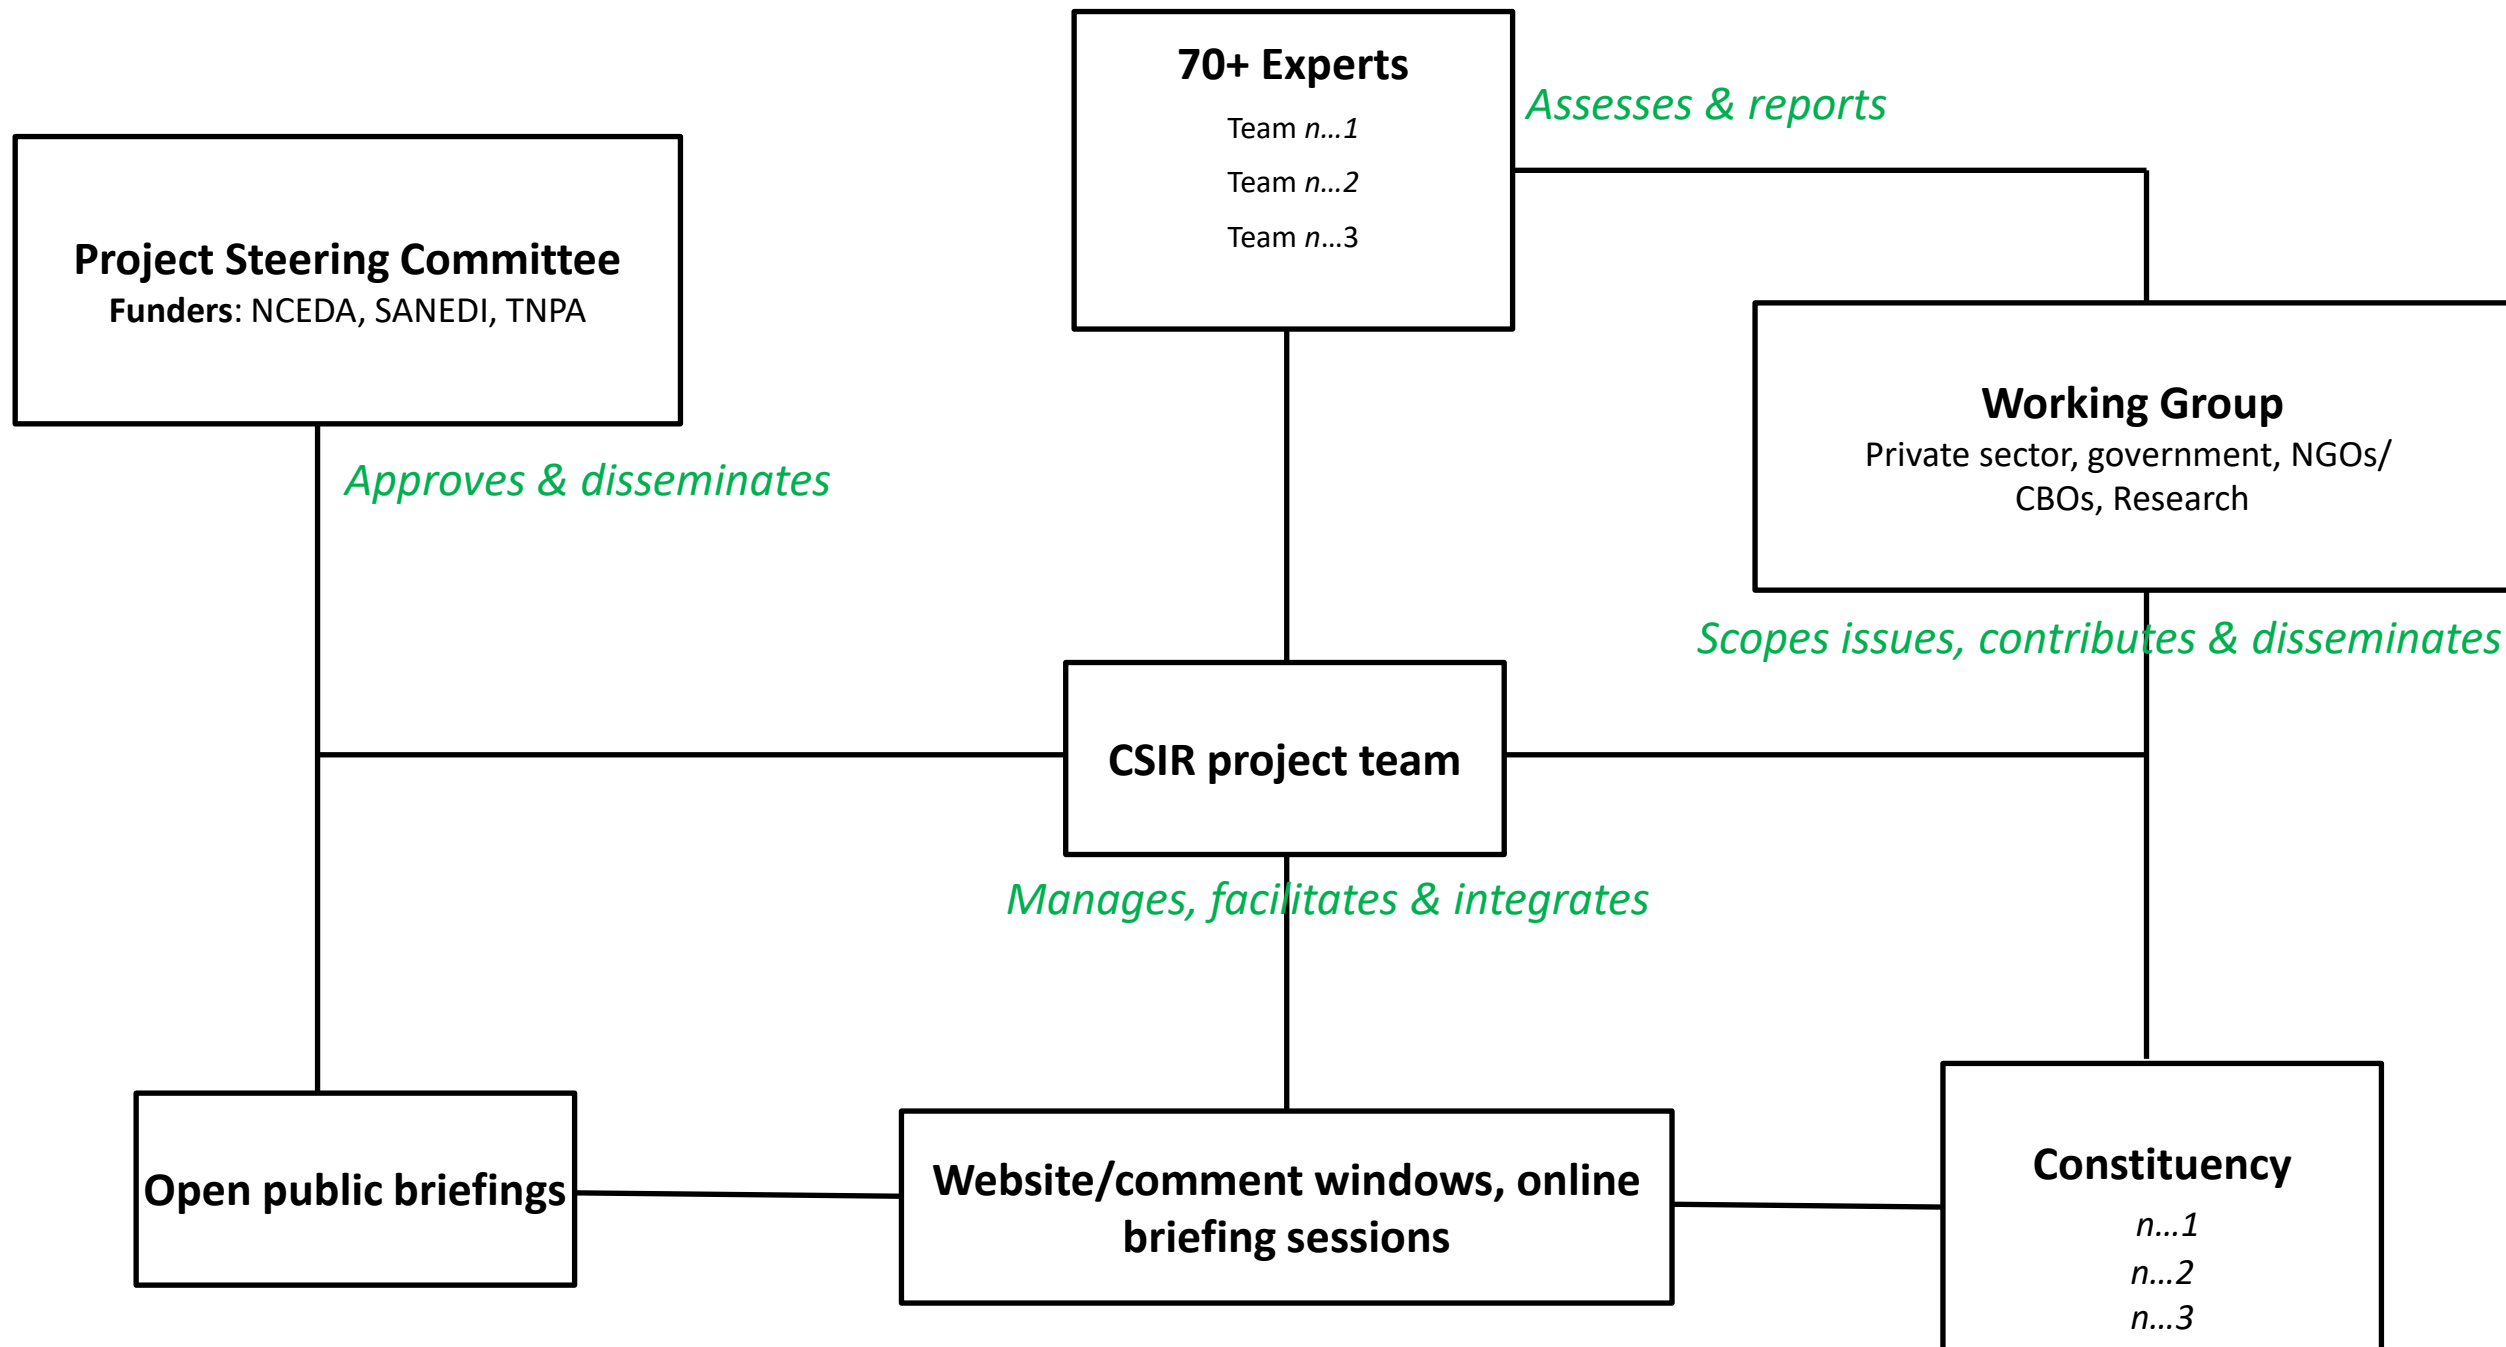 70+ Experts
Team n...1
Team n...2
Team n...3
Assesses & reports
Project Steering Committee
Funders: NCEDA, SANEDI, TNPA
Approves & disseminates
Working Group
Private sector, government, NGOs/
CBOs, Research
Scopes issues, contributes & disseminates
CSIR project team
Manages, facilitates & integrates
Open public briefings
Website/comment windows, online
briefing sessions
Constituency
n...1
n...2
n...3